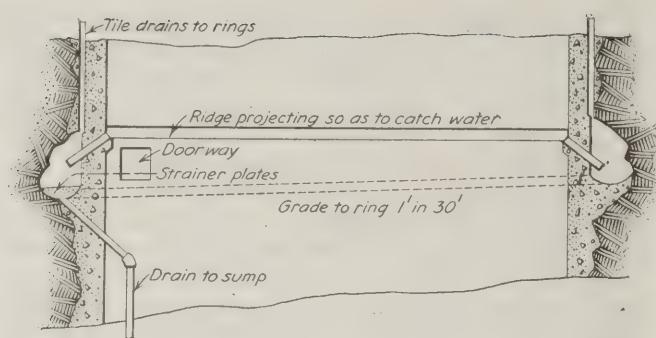 Tile drains to rings
Ridge projecting so as to catch water
Doorway
Strainer plates
Grade to ring 1' in 30'
Drain to sump